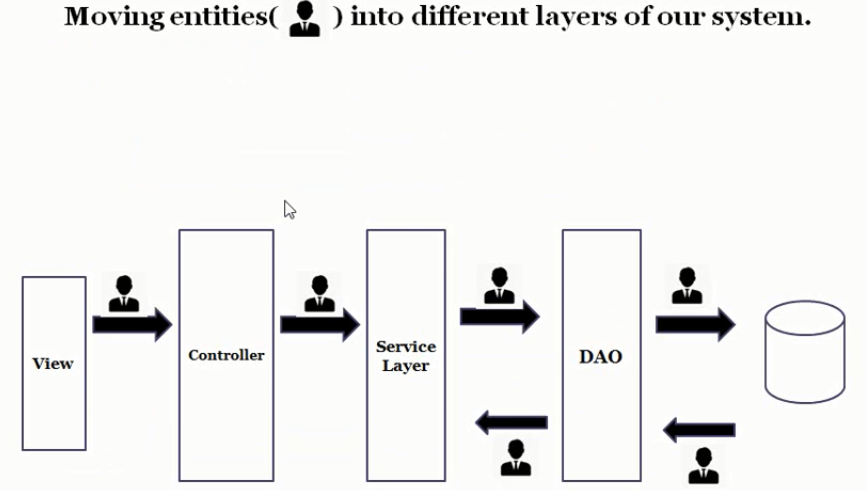 Moving entities( ) into different layers of our system.
View
Controller
Service
Layer
DAO